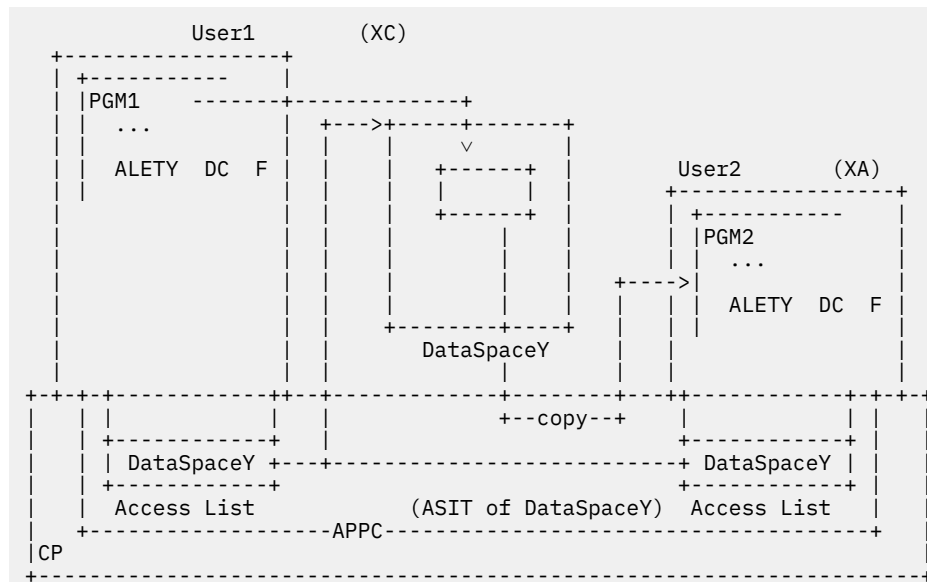 User1 (XC)
PGM1
...
ALETY DC F
User2 (XA)
PGM2
...
ALETY DC F
DataSpaceY
copy
DataSpaceY DataSpaceY
Access List (ASIT of DataSpaceY) Access List
APPC
CP